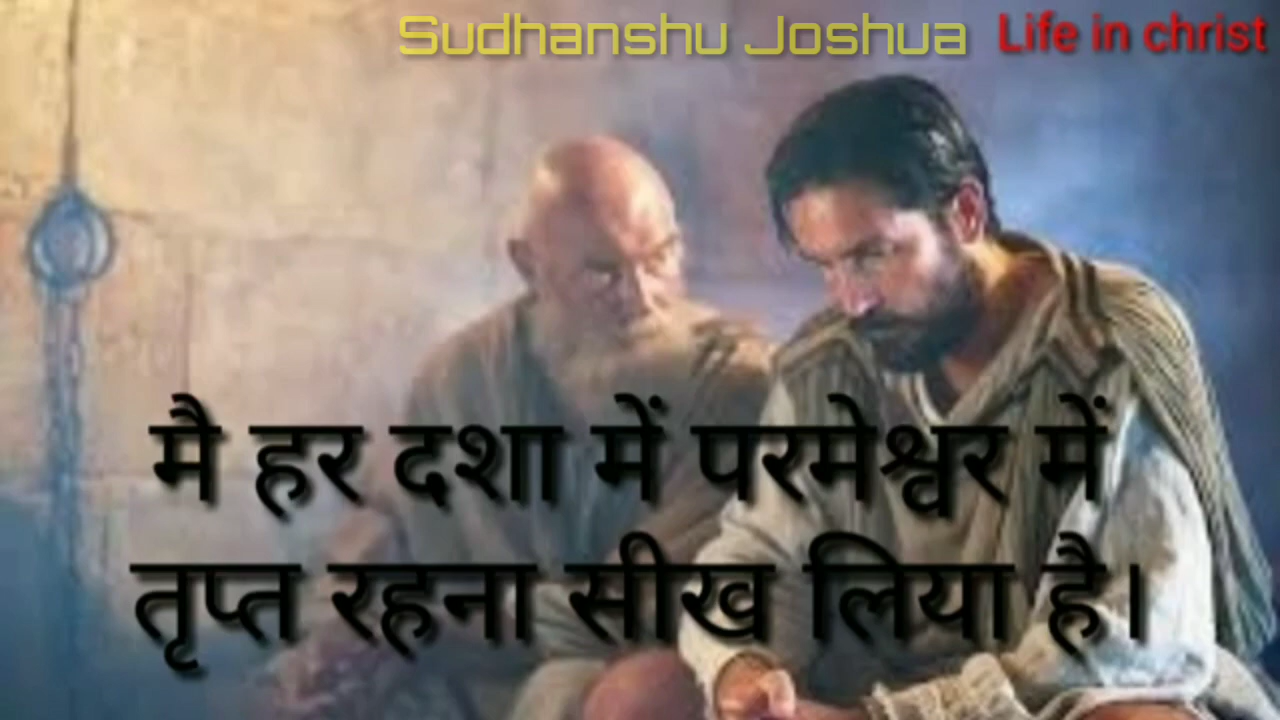 Sudhanshu Joshua Life in christ
मै हर दशा में परमेश्वर में
तृप्त रहना सीख लिया है।